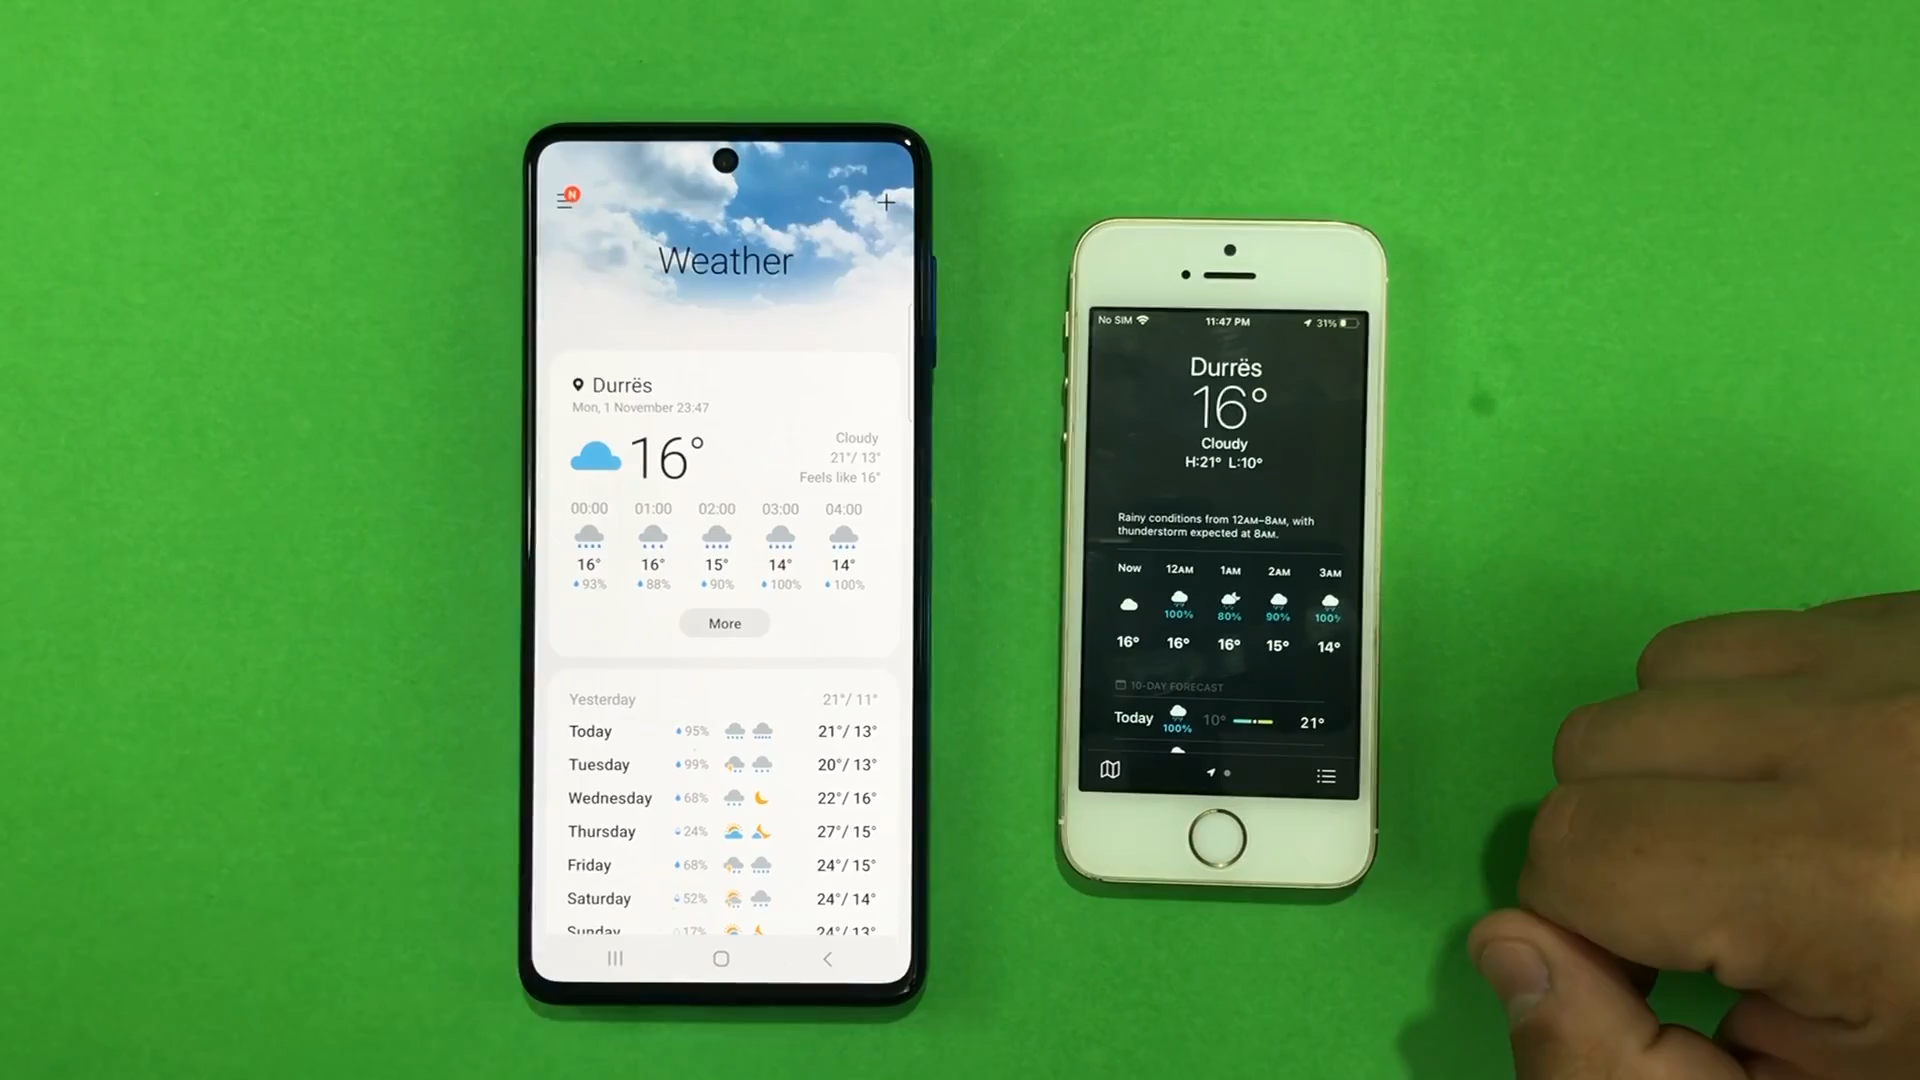 N
Weather
Durrës
Mon, 1 November 23:47
16°
Cloudy
21°/ 13°
Feels like 16°
00:00 01:00 02:00 03:00 04:00
16° 16° 15° 14° 14°
93% 88% 90% 100% 100%
More
Yesterday 21°/ 11°
Today 95% 21°/ 13°
Tuesday 99% 20°/ 13°
Wednesday 68% 22°/ 16°
Thursday 24% 27°/ 15°
Friday 68% 24°/ 15°
Saturday 52% 24°/ 14°
Sunday 17% 24°/ 13°
No SIM 11:47 PM 31%
Durrës
16°
Cloudy
H:21° L:10°
Rainy conditions from 12AM–8AM, with
thunderstorm expected at 8AM.
Now 12AM 1AM 2AM 3AM
100% 80% 90% 100%
16° 16° 16° 15° 14°
10-DAY FORECAST
Today 100% 10° 21°